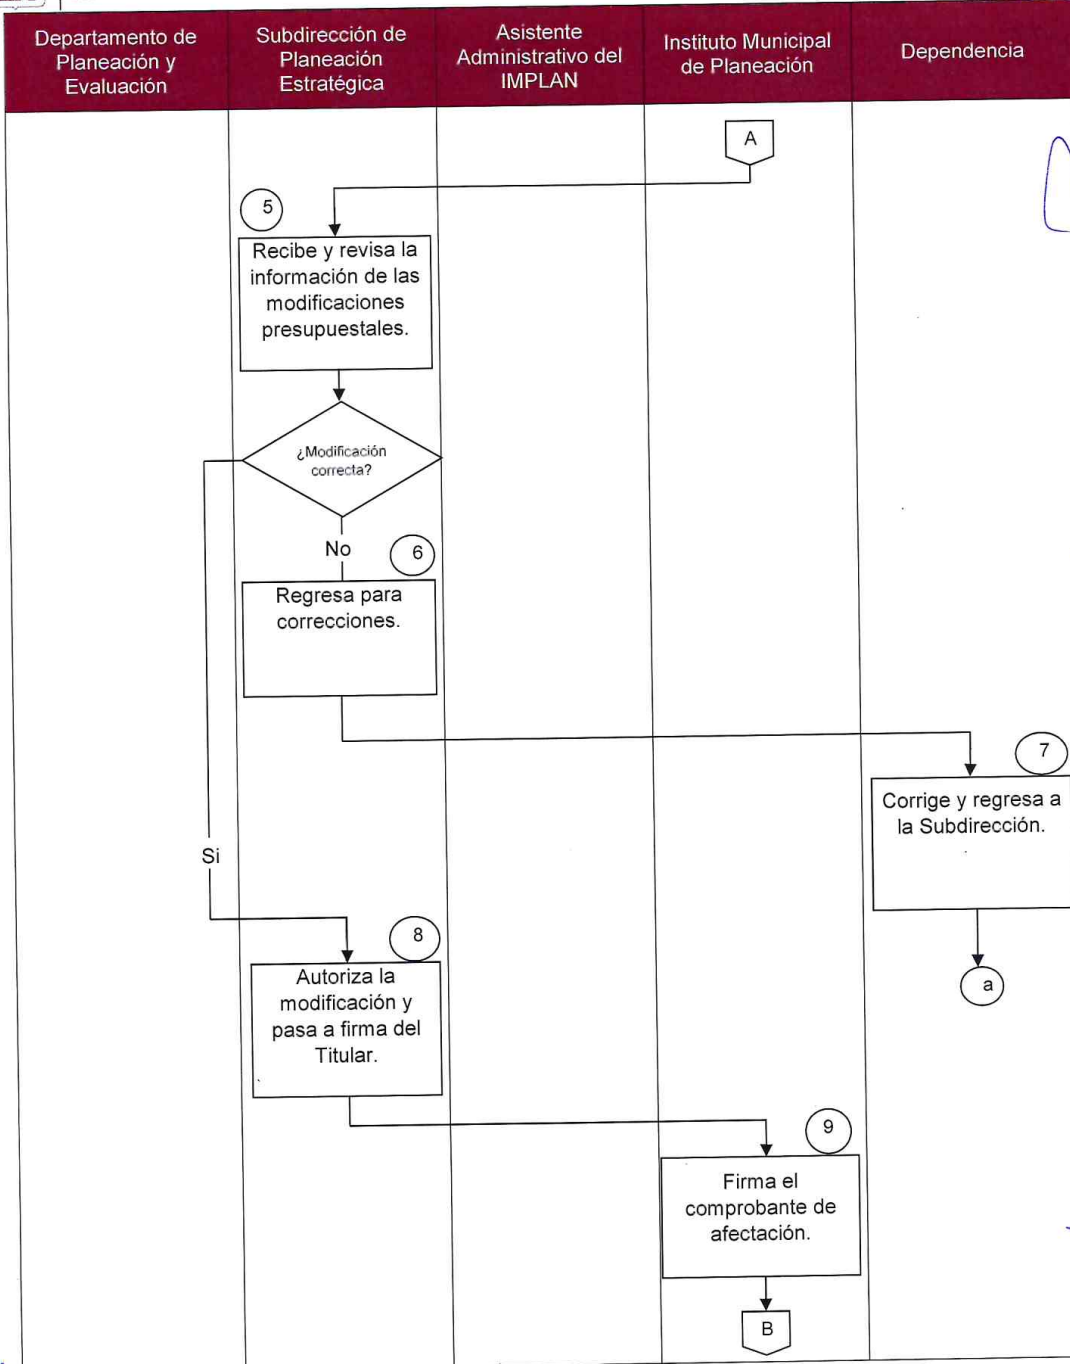 Departamento de
Planeación y
Evaluación
Subdirección de
Planeación
Estratégica
Asistente
Administrativo del
IMPLAN
Instituto Municipal
de Planeación
Dependencia
A
5
Recibe y revisa la
información de las
modificaciones
presupuestales.
¿Modificación
correcta?
No
6
Regresa para
correcciones.
7
Corrige y regresa a
la Subdirección.
a
Si
8
Autoriza la
modificación y
pasa a firma del
Titular.
9
Firma el
comprobante de
afectación.
B